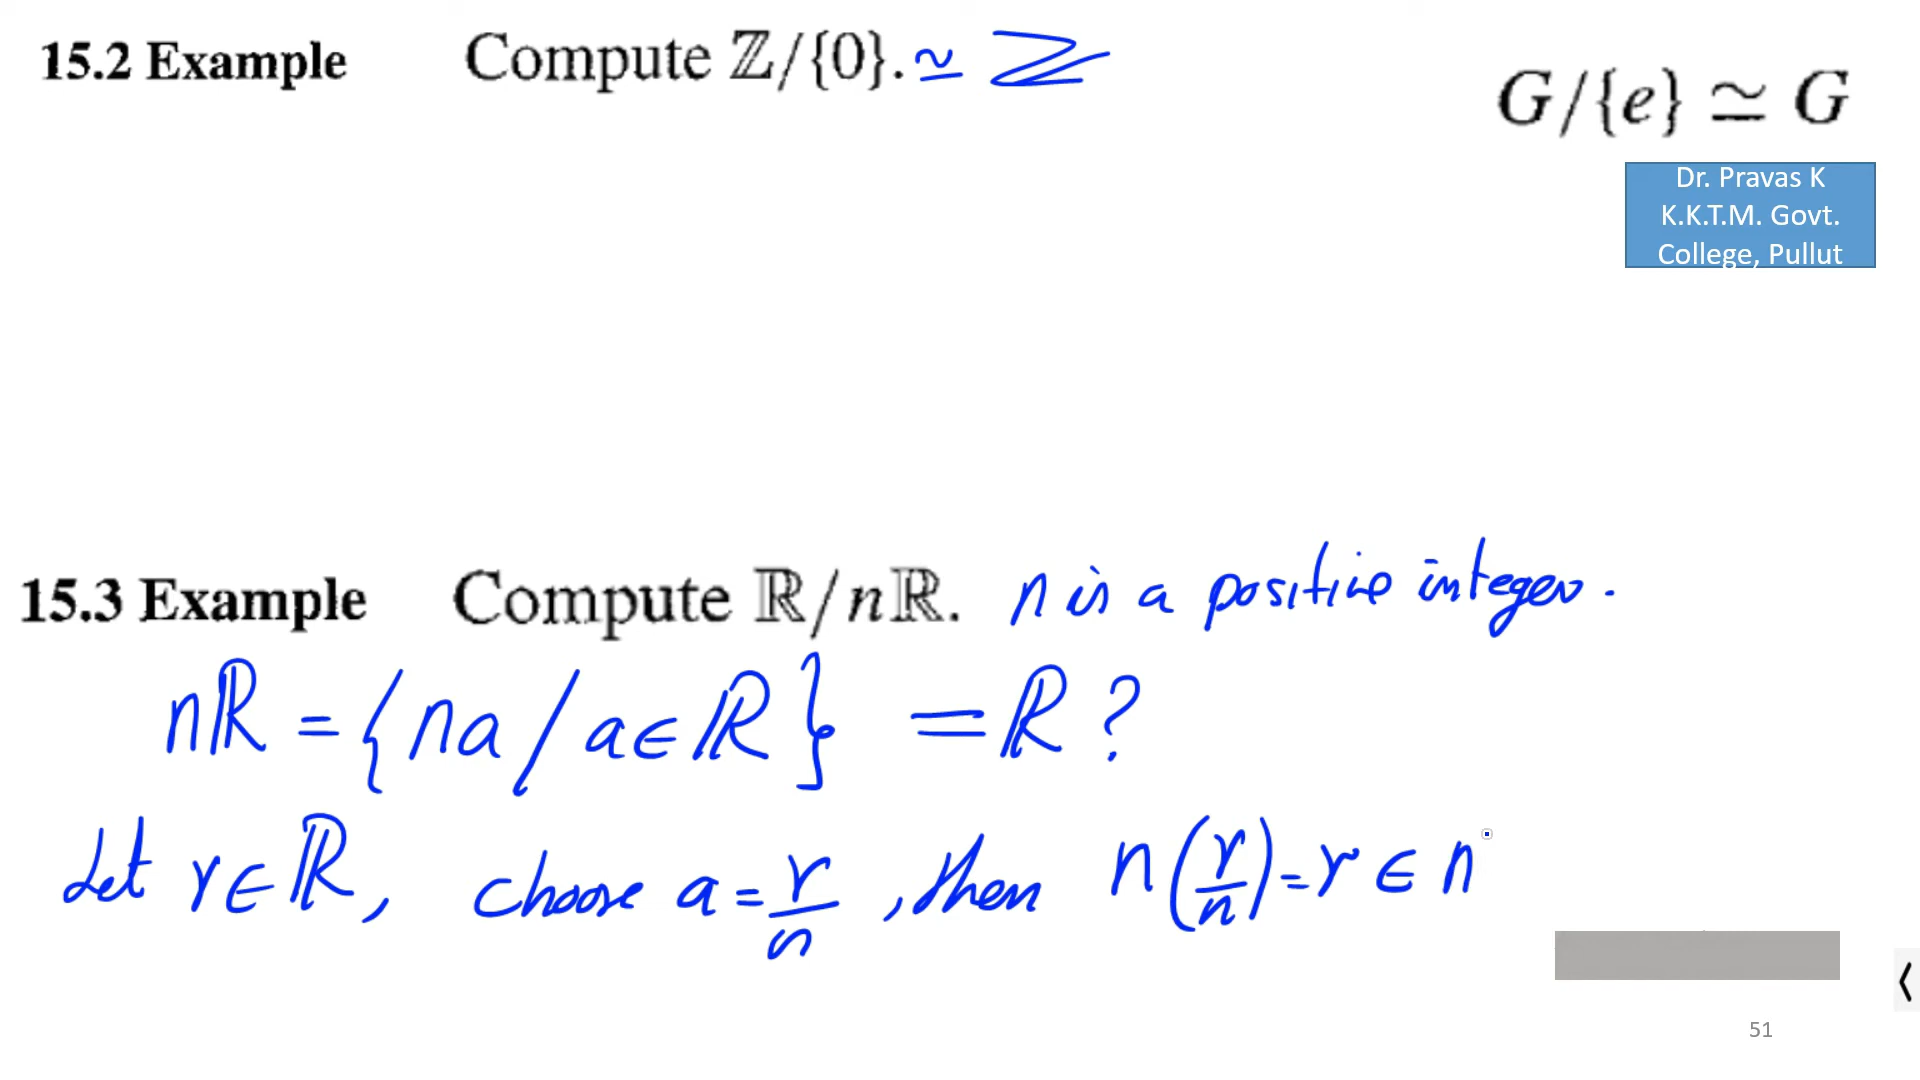 15.2 Example Compute ℤ/{0}. ≃ ℤ
G/{e} ≃ G
Dr. Pravas K
K.K.T.M. Govt.
College, Pullut
15.3 Example Compute ℝ/nℝ. n is a positive integer.
nℝ = {na / a∈ℝ} = ℝ ?
Let r∈ℝ, choose a = r/n, then n(r/n) = r ∈ n
51